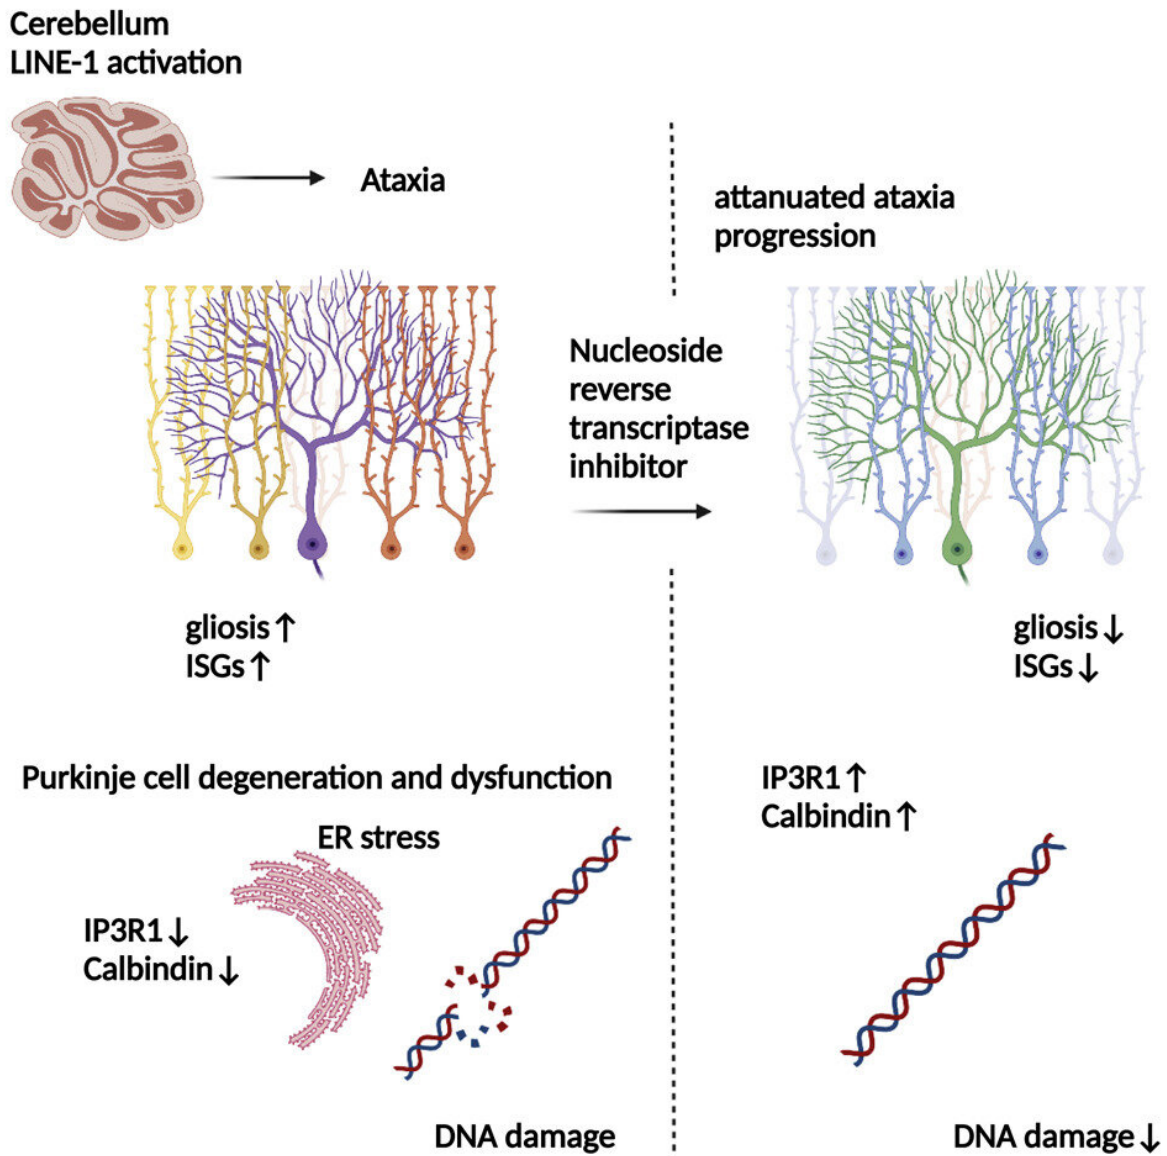 Cerebellum
LINE-1 activation
Ataxia
attanuated ataxia
progression
Nucleoside
reverse
transcriptase
inhibitor
gliosis↑
ISGs↑
gliosis↓
ISGs↓
Purkinje cell degeneration and dysfunction
ER stress
IP3R1↓
Calbindin↓
DNA damage
IP3R1↑
Calbindin↑
DNA damage↓